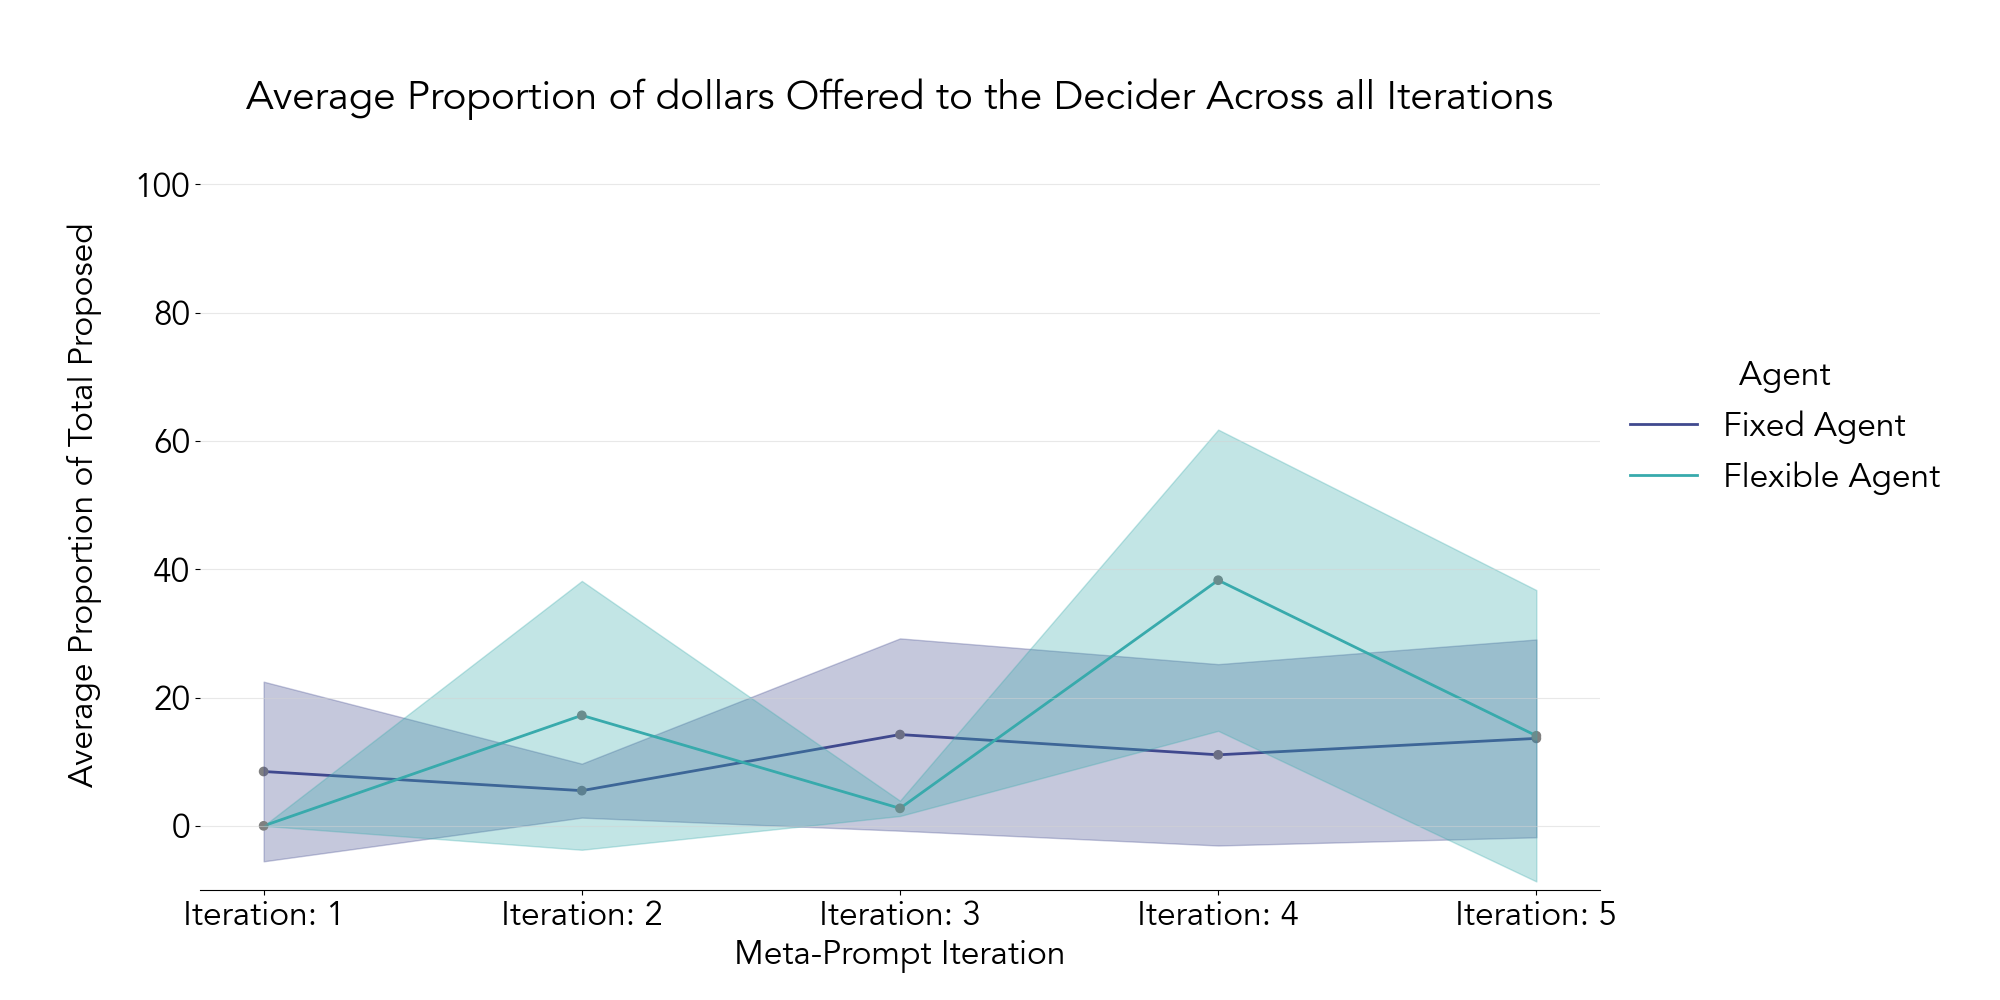 Average Proportion of dollars Offered to the Decider Across all Iterations
Average Proportion of Total Proposed
100
80
60
40
20
0
Iteration: 1
Iteration: 2
Iteration: 3
Iteration: 4
Iteration: 5
Meta-Prompt Iteration
Agent
Fixed Agent
Flexible Agent